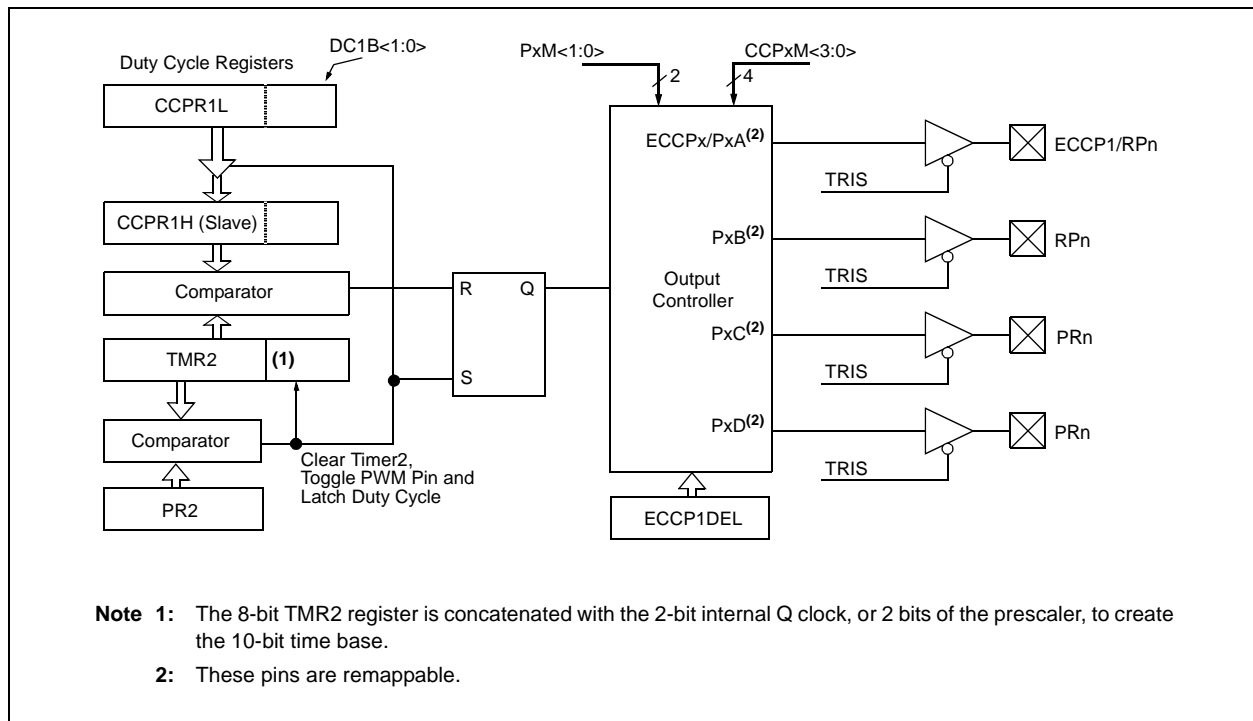 DC1B<1:0>
Duty Cycle Registers
CCPR1L
CCPR1H (Slave)
Comparator
TMR2
(1)
Comparator
PR2
Clear Timer2,
Toggle PWM Pin and
Latch Duty Cycle
R
Q
S
PxM<1:0>
2
CCPxM<3:0>
4
ECCPx/PxA(2)
PxB(2)
Output
Controller
PxC(2)
PxD(2)
ECCP1DEL
TRIS
ECCP1/RPn
TRIS
RPn
TRIS
PRn
TRIS
PRn
Note 1: The 8-bit TMR2 register is concatenated with the 2-bit internal Q clock, or 2 bits of the prescaler, to create
the 10-bit time base.
2: These pins are remappable.